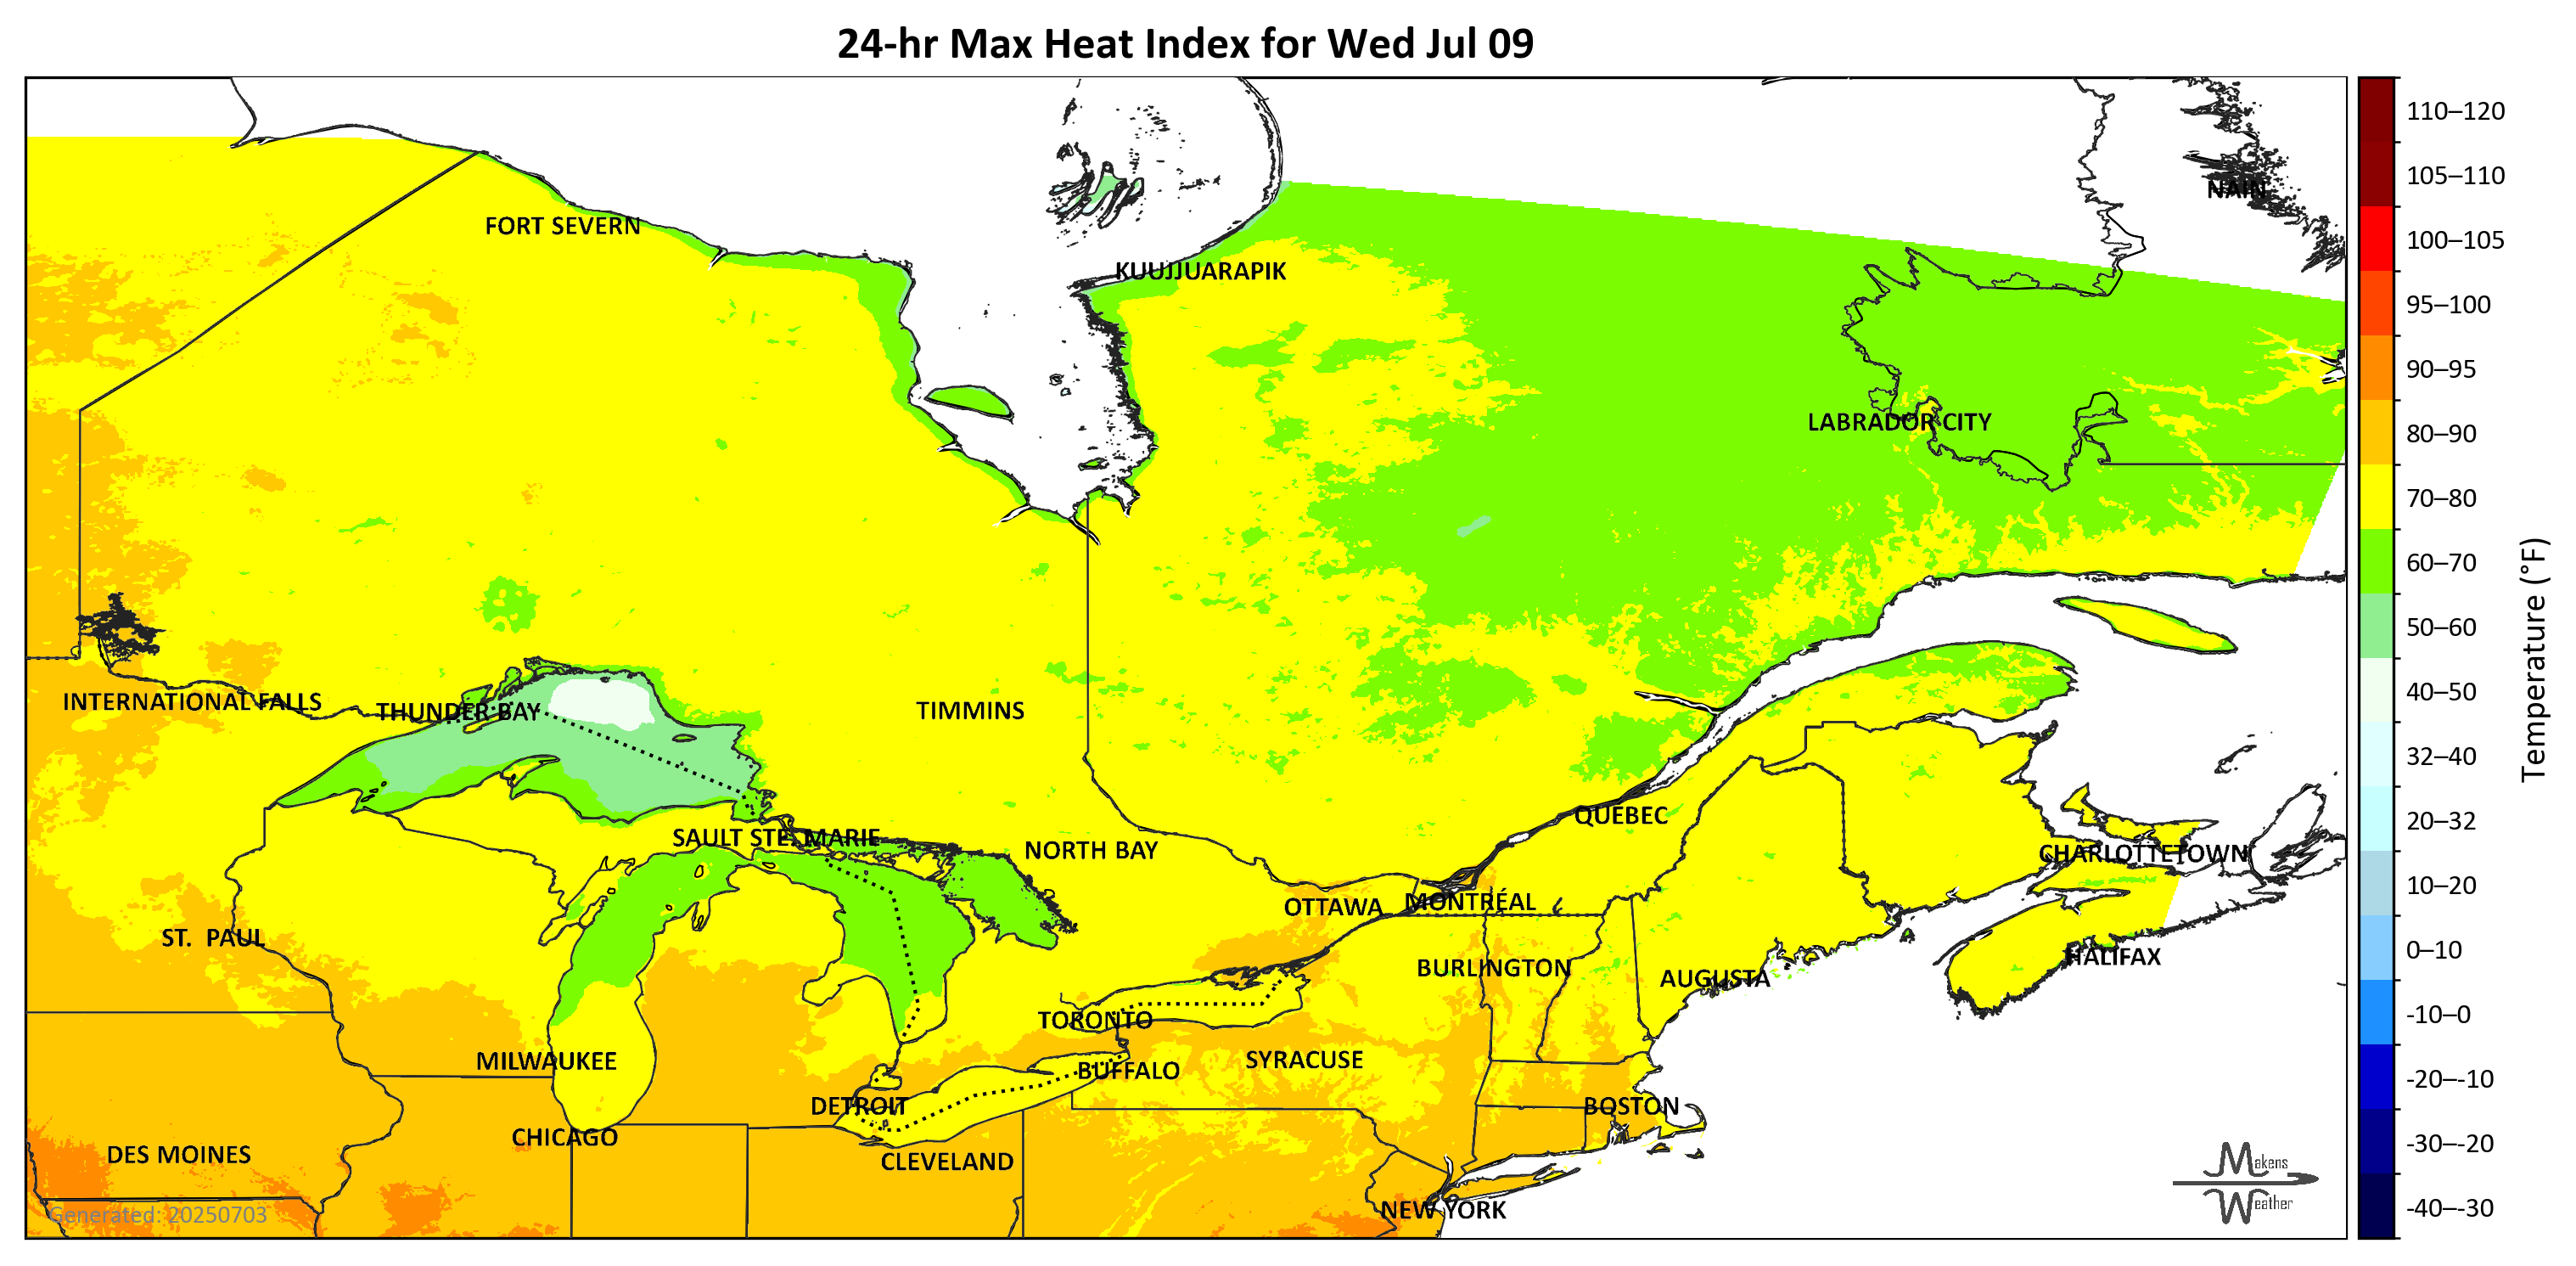 24-hr Max Heat Index for Wed Jul 09
110–120
105–110
100–105
95–100
90–95
80–90
70–80
60–70
50–60
40–50
32–40
20–32
10–20
0–10
-10–0
-20–-10
-30–-20
-40–-30
Temperature (°F)
NAIN
FORT SEVERN
KUUJJUARAPIK
LABRADOR CITY
INTERNATIONAL FALLS
THUNDER BAY
TIMMINS
QUÉBEC
SAULT STE. MARIE
NORTH BAY
CHARLOTTETOWN
OTTAWA
MONTRÉAL
ST. PAUL
HALIFAX
BURLINGTON
AUGUSTA
TORONTO
MILWAUKEE
SYRACUSE
BUFFALO
DETROIT
BOSTON
CHICAGO
DES MOINES
CLEVELAND
NEW YORK
Generated: 20250703
Makens
Weather